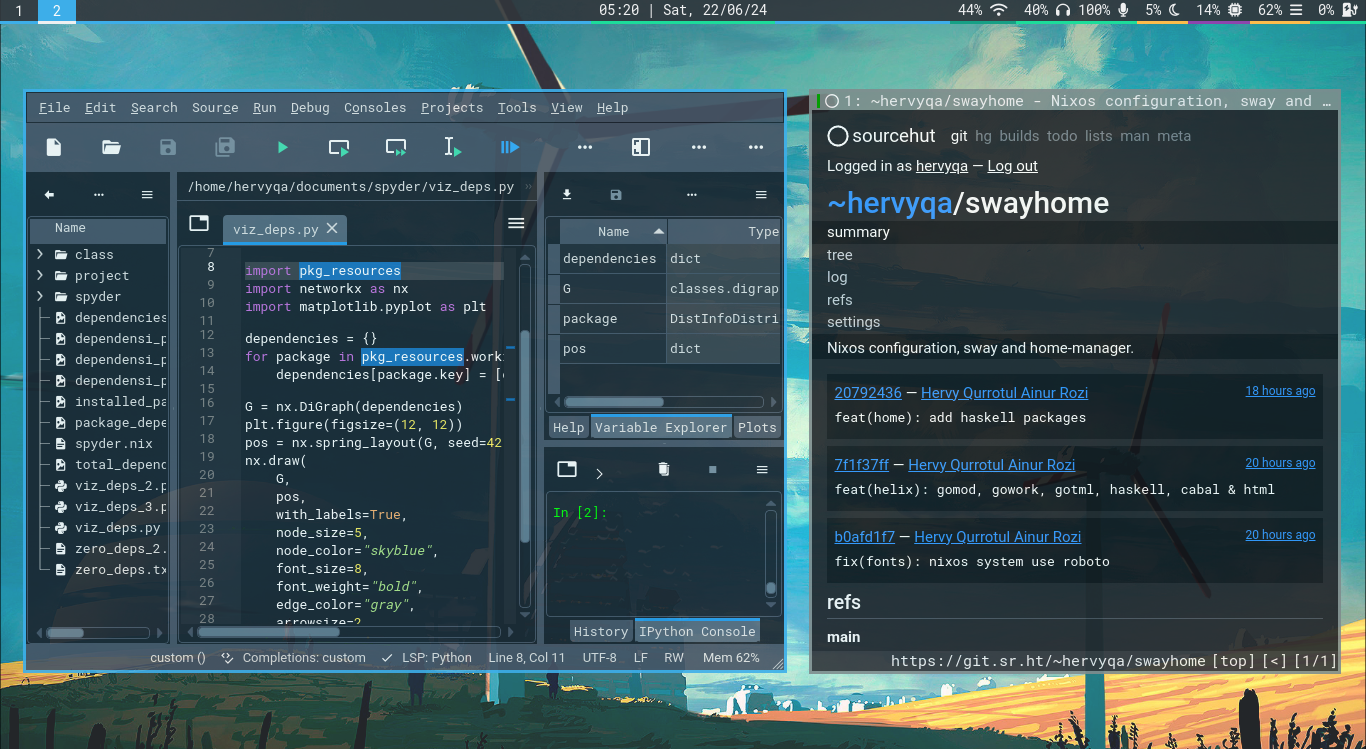 1 2 05:20 | Sat, 22/06/24 44% 40% 100% 5% 14% 62% 0%
File Edit Search Source Run Debug Consoles Projects Tools View Help
/home/hervyqa/documents/spyder/viz_deps.py
Name
class
project
spyder
dependencies
dependensi_p
dependensi_p
dependensi_p
installed_pa
package_depe
spyder.nix
total_depend
viz_deps_2.p
viz_deps_3.p
viz_deps.py
zero_deps_2.
zero_deps.tx
viz_deps.py
7
8 import pkg_resources
9 import networkx as nx
10 import matplotlib.pyplot as plt
11
12 dependencies = {}
13 for package in pkg_resources.work
14 dependencies[package.key] = [
15
16 G = nx.DiGraph(dependencies)
17 plt.figure(figsize=(12, 12))
18 pos = nx.spring_layout(G, seed=42
19 nx.draw(
20 G,
21 pos,
22 with_labels=True,
23 node_size=5,
24 node_color="skyblue",
25 font_size=8,
26 font_weight="bold",
27 edge_color="gray",
28 arrowsize=2
Name Type
dependencies dict
G classes.digrap
package DistInfoDistri
pos dict
Help Variable Explorer Plots
In [2]:
History IPython Console
custom () Completions: custom LSP: Python Line 8, Col 11 UTF-8 LF RW Mem 62%
1: ~hervyqa/swayhome - Nixos configuration, sway and …
sourcehut git hg builds todo lists man meta
Logged in as hervyqa — Log out
~hervyqa/swayhome
summary
tree
log
refs
settings
Nixos configuration, sway and home-manager.
20792436 — Hervy Qurrotul Ainur Rozi 18 hours ago
feat(home): add haskell packages
7f1f37ff — Hervy Qurrotul Ainur Rozi 20 hours ago
feat(helix): gomod, gowork, gotml, haskell, cabal & html
b0afd1f7 — Hervy Qurrotul Ainur Rozi 20 hours ago
fix(fonts): nixos system use roboto
refs
main
https://git.sr.ht/~hervyqa/swayhome [top] [<] [1/1]